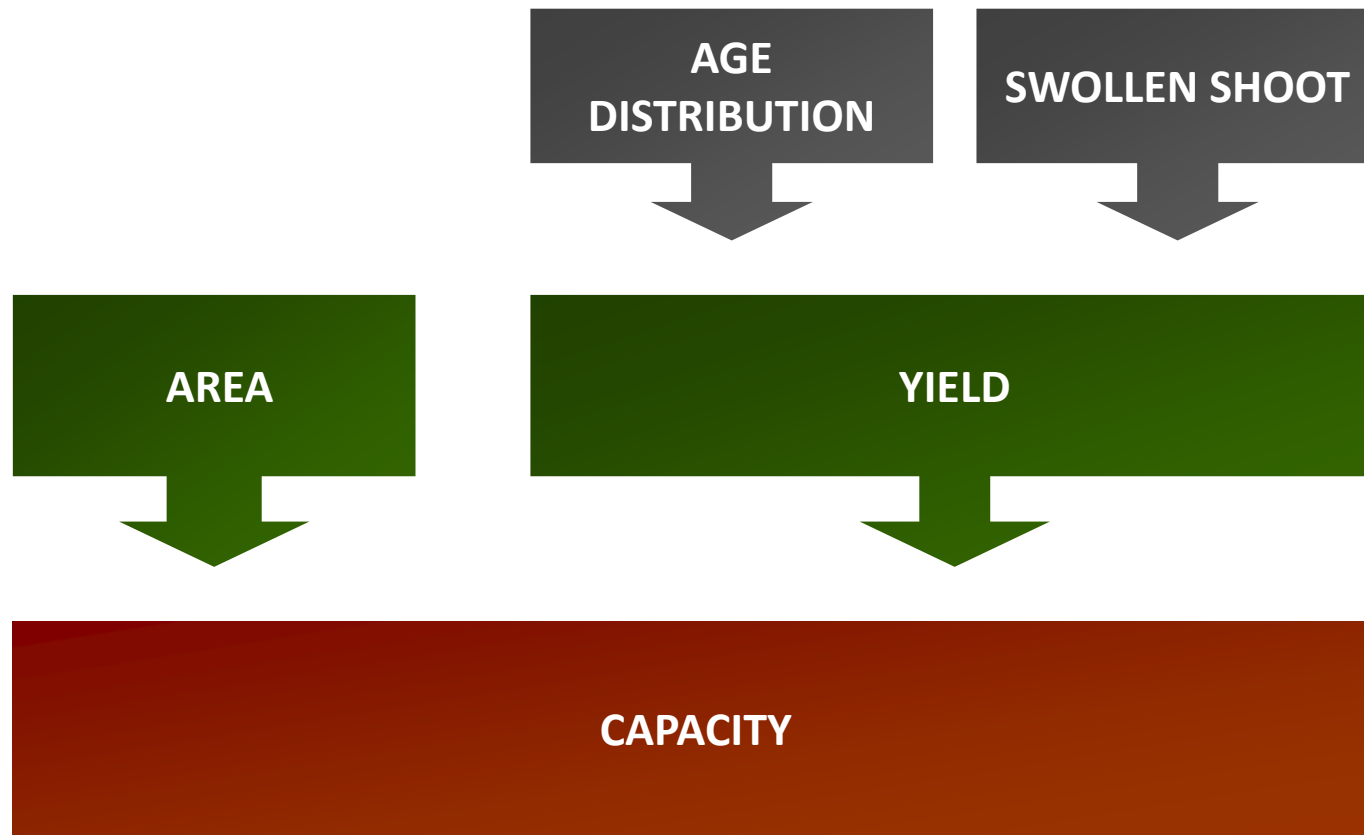 AGE
DISTRIBUTION
SWOLLEN SHOOT
AREA
YIELD
CAPACITY